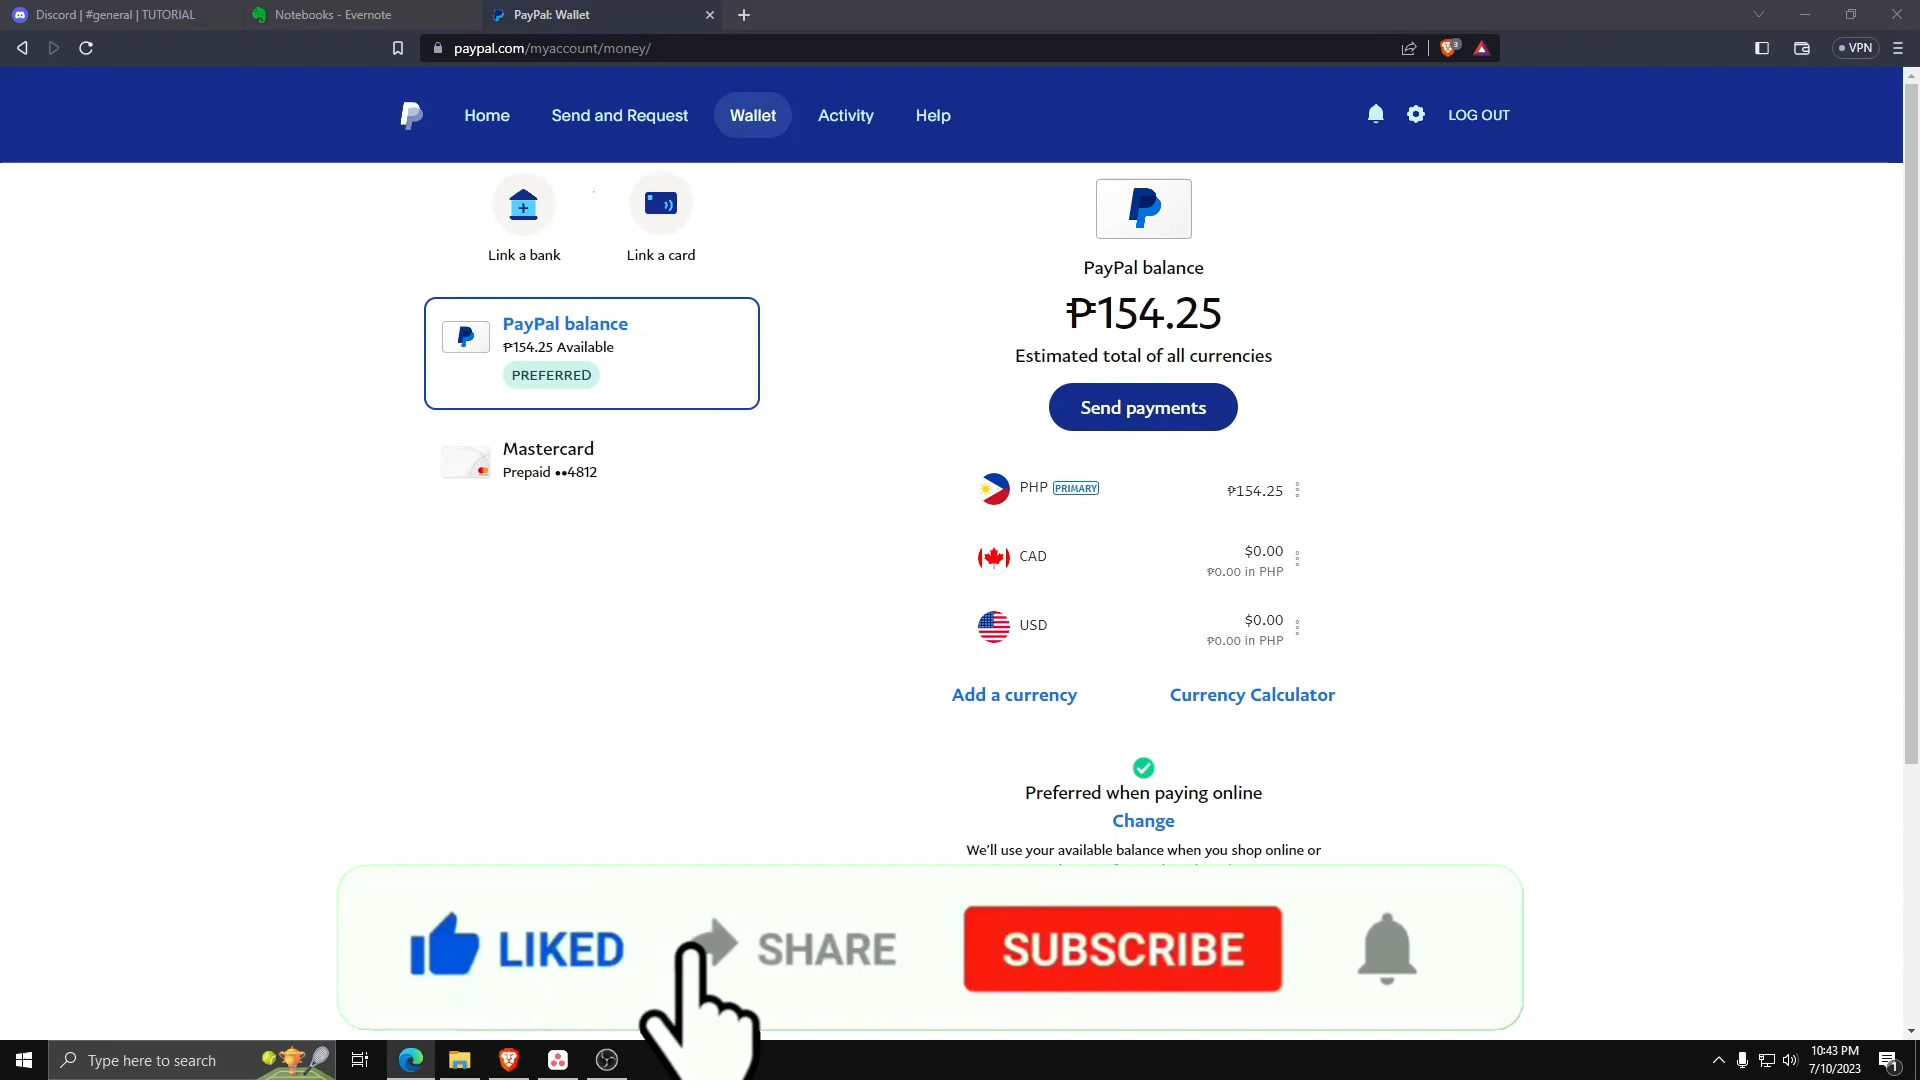 Discord | #general | TUTORIAL
Notebooks - Evernote
PayPal: Wallet
paypal.com/myaccount/money/
3
VPN
Home
Send and Request
Wallet
Activity
Help
LOG OUT
Link a bank
Link a card
PayPal balance
₱154.25 Available
PREFERRED
Mastercard
Prepaid ••4812
PayPal balance
₱154.25
Estimated total of all currencies
Send payments
PHP PRIMARY
₱154.25
CAD
$0.00
₱0.00 in PHP
USD
$0.00
₱0.00 in PHP
Add a currency
Currency Calculator
Preferred when paying online
Change
We'll use your available balance when you shop online or
LIKED
SHARE
SUBSCRIBE
Type here to search
10:43 PM
7/10/2023
1